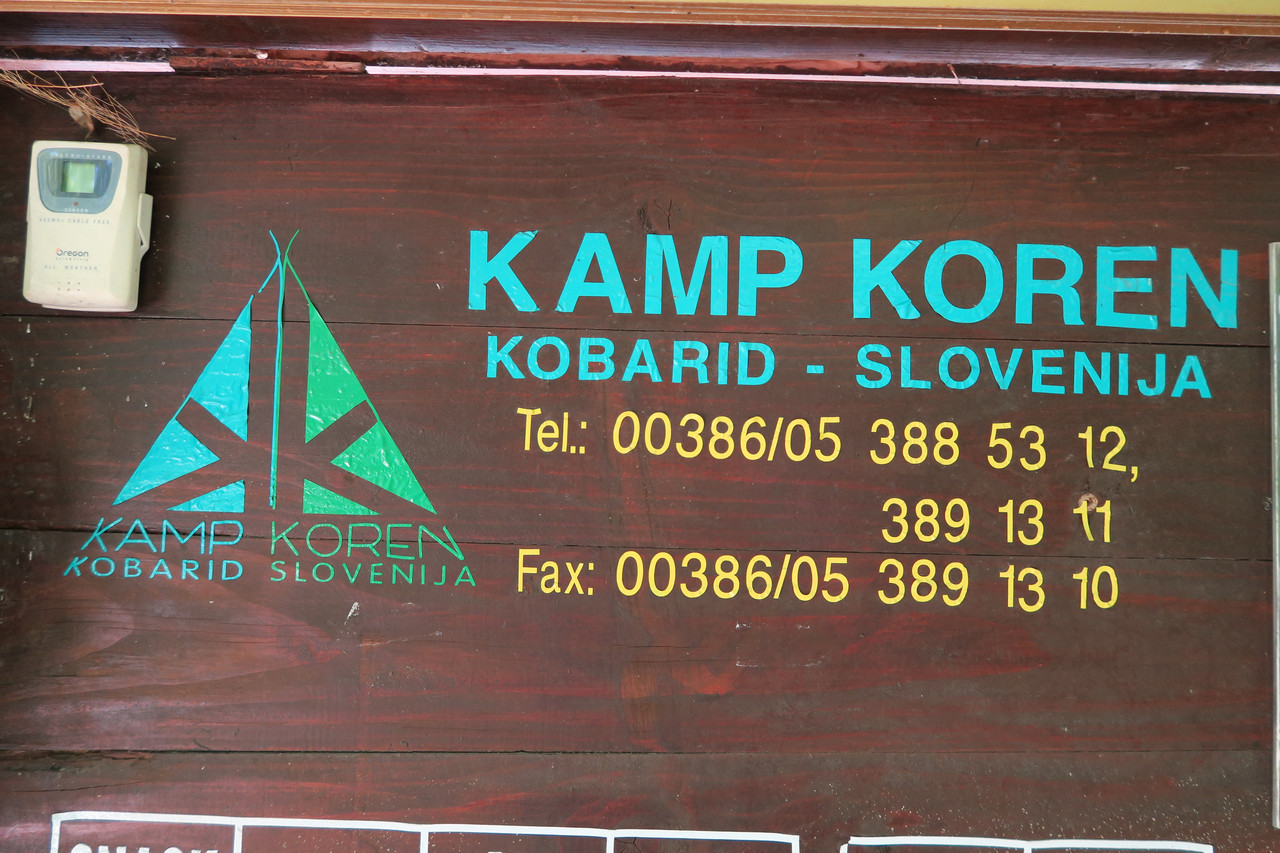 Oregon
KAMP KOREN
KOBARID - SLOVENIJA
Tel.: 00386/05 388 53 12,
389 13 11
Fax: 00386/05 389 13 10
KAMP KOREN
KOBARID SLOVENIJA